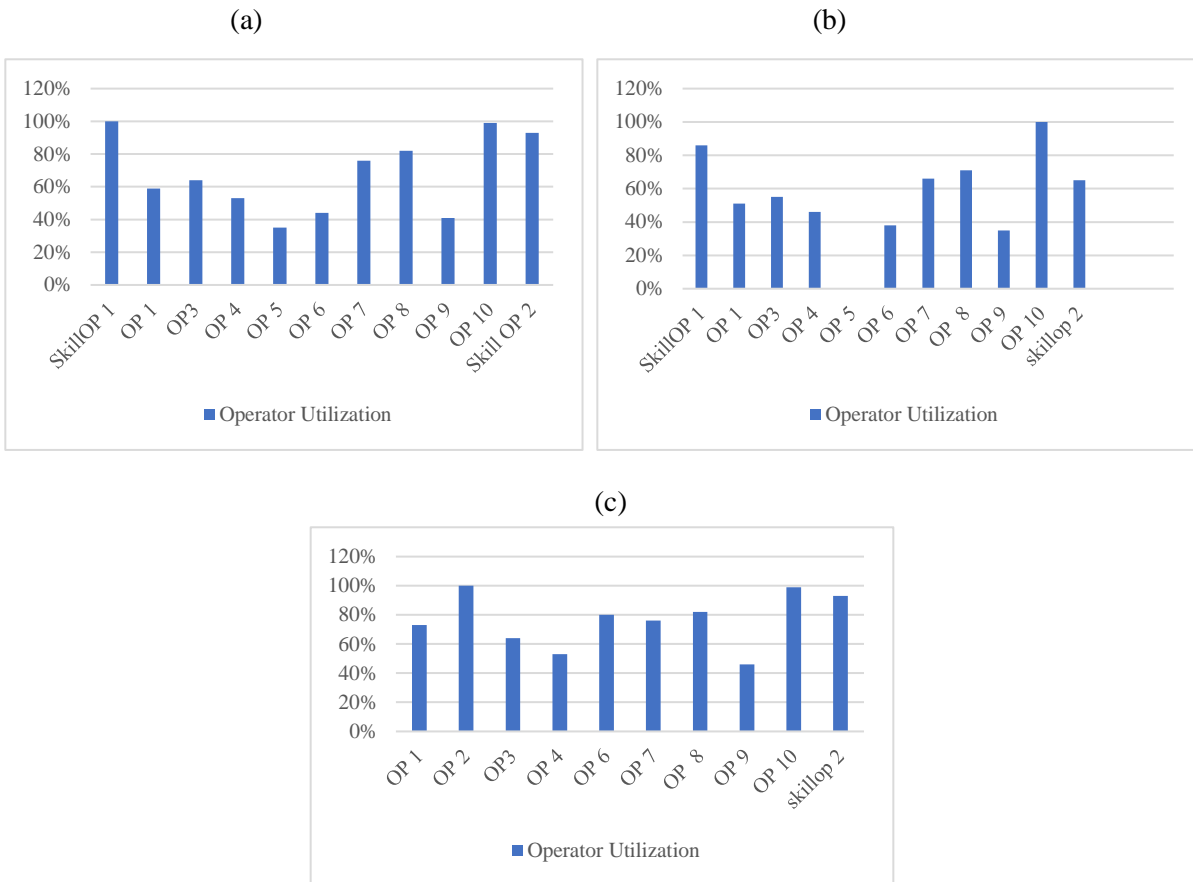 (a)
120%
100%
80%
60%
40%
20%
0%
SkillOP 1
OP 1
OP3
OP 4
OP 5
OP 6
OP 7
OP 8
OP 9
OP 10
Skill OP 2
Operator Utilization
(b)
120%
100%
80%
60%
40%
20%
0%
SkillOP 1
OP 1
OP3
OP 4
OP 5
OP 6
OP 7
OP 8
OP 9
OP 10
skillop 2
Operator Utilization
(c)
120%
100%
80%
60%
40%
20%
0%
OP 1
OP 2
OP3
OP 4
OP 6
OP 7
OP 8
OP 9
OP 10
skillop 2
Operator Utilization